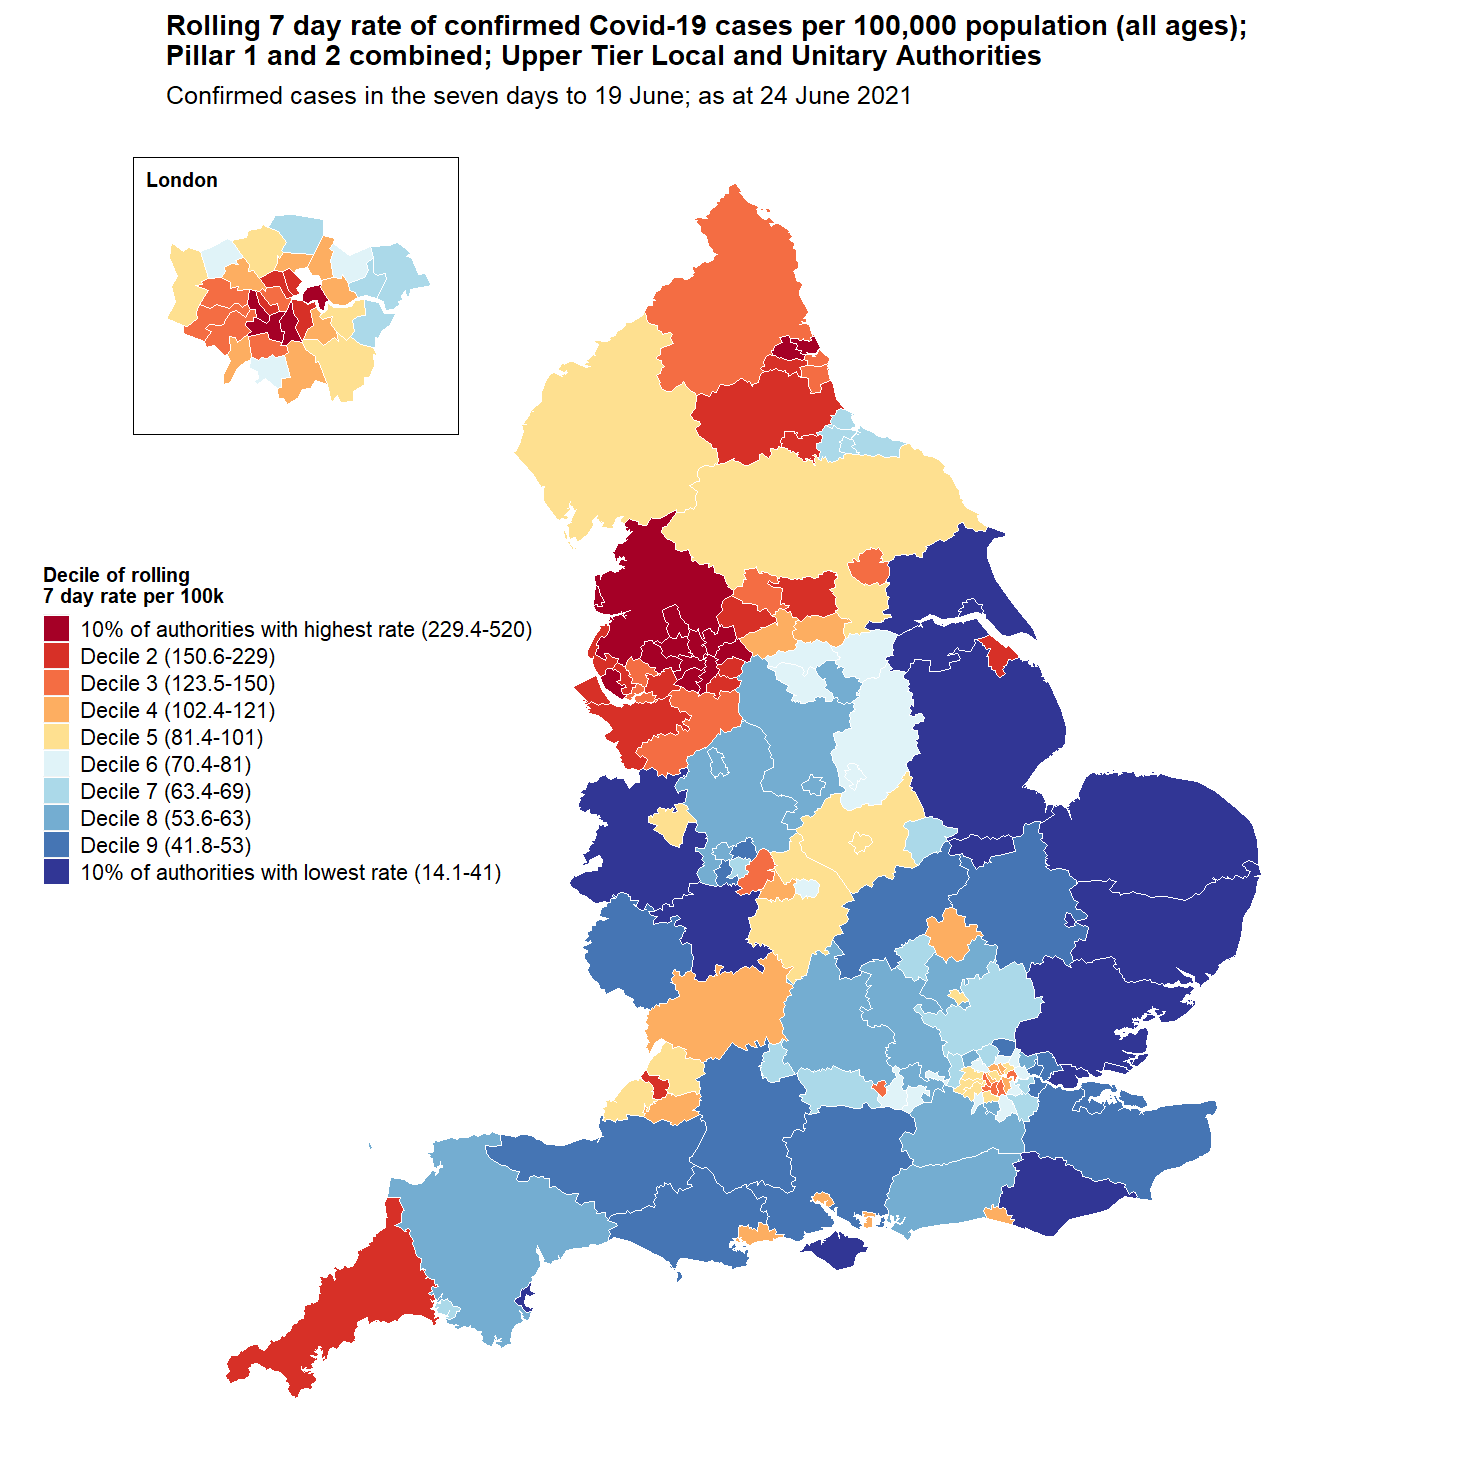 Rolling 7 day rate of confirmed Covid-19 cases per 100,000 population (all ages);
Pillar 1 and 2 combined; Upper Tier Local and Unitary Authorities
Confirmed cases in the seven days to 19 June; as at 24 June 2021
London
Decile of rolling
7 day rate per 100k
10% of authorities with highest rate (229.4-520)
Decile 2 (150.6-229)
Decile 3 (123.5-150)
Decile 4 (102.4-121)
Decile 5 (81.4-101)
Decile 6 (70.4-81)
Decile 7 (63.4-69)
Decile 8 (53.6-63)
Decile 9 (41.8-53)
10% of authorities with lowest rate (14.1-41)